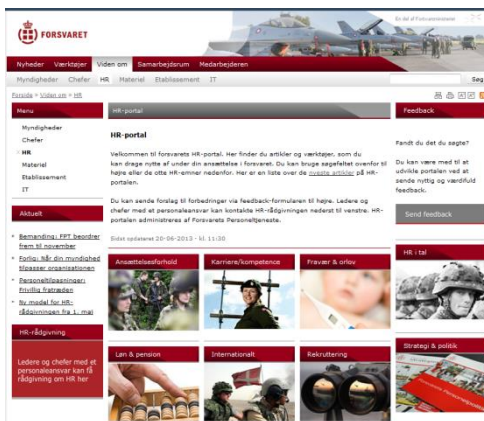 En del af Forsvarsministeriet
FORSVARET
Nyheder Værktøjer Viden om Samarbejdsrum Medarbejderen
Myndigheder Chefer HR Materiel Etablissement IT
Søg
Forside > Viden om > HR
Menu
Myndigheder
Chefer
HR
Materiel
Etablissement
IT
Aktuelt
Bemanding: FPT beordrer
frem til november
Forlig: Når din myndighed
tilpasser organisationen
Personeltilpasninger:
Frivillig fratræden
Ny model for HR-
rådgivningen fra 1. maj
HR-rådgivning
Ledere og chefer med et
personaleansvar kan få
rådgivning om HR her
HR-portal
HR-portal
Velkommen til forsvarets HR-portal. Her finder du artikler og værktøjer, som du
kan drage nytte af under din ansættelse i forsvaret. Du kan bruge søgefeltet ovenfor til
højre eller de otte HR-emner nedenfor. Her er en liste over de nyeste artikler på HR-
portalen.
Du kan sende forslag til forbedringer via feedback-formularen til højre. Ledere og
chefer med et personaleansvar kan kontakte HR-rådgivningen nederst til venstre. HR-
portalen administreres af Forsvarets Personeltjeneste.
Sidst opdateret 20-06-2013 - kl. 11:30
Ansættelsesforhold
Karriere/kompetence
Fravær & orlov
Løn & pension
Internationalt
Rekruttering
Feedback
Fandt du det du søgte?
Du kan være med til at
udvikle portalen ved at
sende nyttig og værdifuld
feedback.
Send feedback
HR i tal
Strategi & politik
Forsvarets Personelpolitik